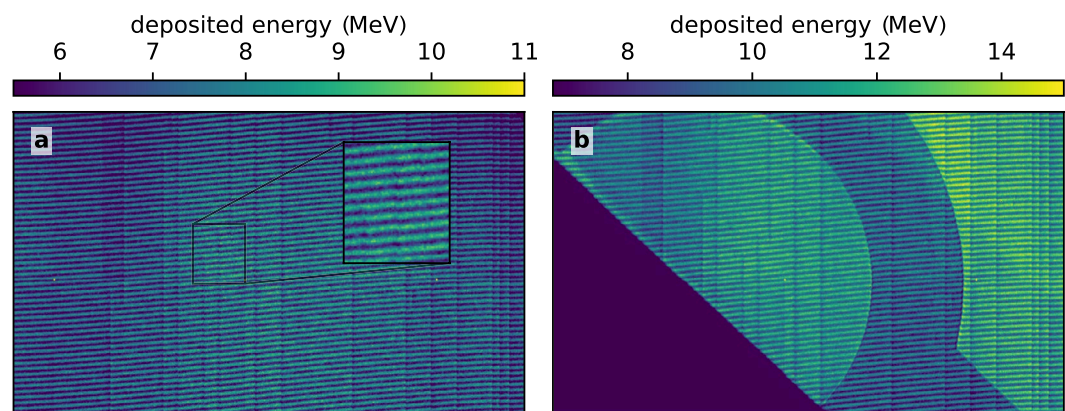 deposited energy (MeV)
6 7 8 9 10 11
deposited energy (MeV)
8 10 12 14
a
b